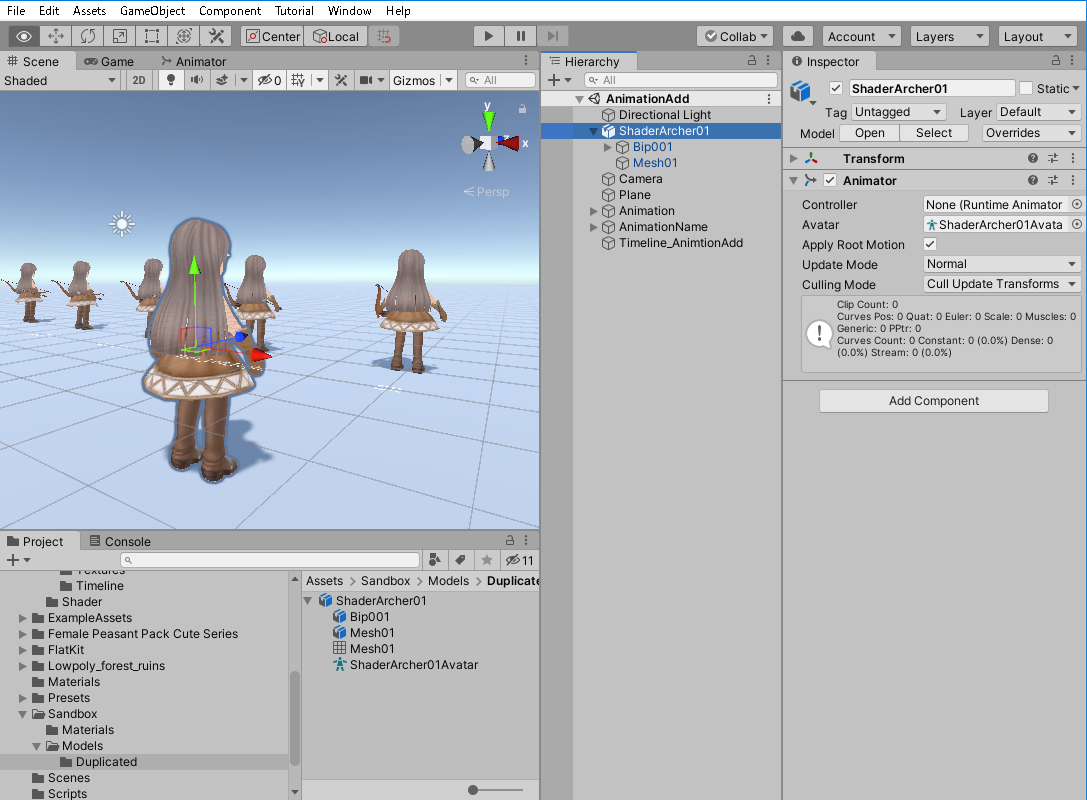 File Edit Assets GameObject Component Tutorial Window Help
Center Local Collab Account Layers Layout
Scene Game Animator
Shaded 2D 0 Gizmos All
y
x
Persp
Hierarchy
All
AnimationAdd
Directional Light
ShaderArcher01
Bip001
Mesh01
Camera
Plane
Animation
AnimationName
Timeline_AnimtionAdd
Inspector
ShaderArcher01 Static
Tag Untagged Layer Default
Model Open Select Overrides
Transform
Animator
Controller None (Runtime Animator
Avatar ShaderArcher01Avata
Apply Root Motion
Update Mode Normal
Culling Mode Cull Update Transforms
Clip Count: 0
Curves Pos: 0 Quat: 0 Euler: 0 Scale: 0 Muscles: 0
Generic: 0 PPtr: 0
Curves Count: 0 Constant: 0 (0.0%) Dense: 0
(0.0%) Stream: 0 (0.0%)
Add Component
Project Console
11
Textures
Timeline
Shader
ExampleAssets
Female Peasant Pack Cute Series
FlatKit
Lowpoly_forest_ruins
Materials
Presets
Sandbox
Materials
Models
Duplicated
Scenes
Scripts
Assets > Sandbox > Models > Duplicate
ShaderArcher01
Bip001
Mesh01
Mesh01
ShaderArcher01Avatar